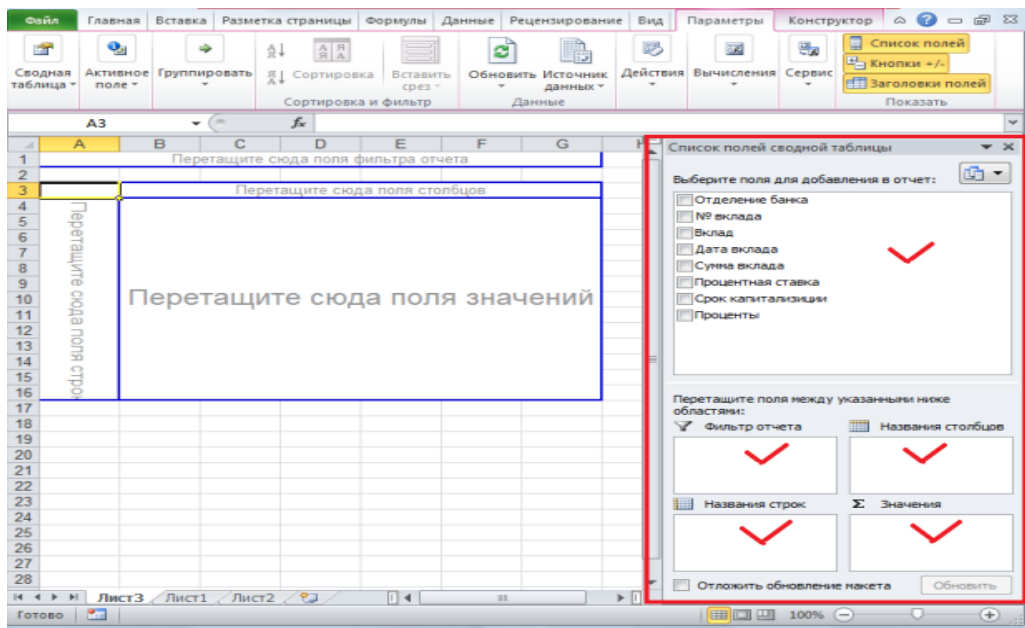 Файл Главная Вставка Разметка страницы Формулы Данные Рецензирование Вид Параметры Конструктор
Сводная таблица
Активное поле
Группировать
Сортировка
Вставить срез
Сортировка и фильтр
Обновить
Источник данных
Данные
Действия
Вычисления
Сервис
Список полей
Кнопки +/-
Заголовки полей
Показать
A3
fx
A B C D E F G H
1 Перетащите сюда поля фильтра отчета
2
3 Перетащите сюда поля столбцов
4
5
6
7
8
9
10
11
12
13
14
15
16
17
18
19
20
21
22
23
24
25
26
27
28
Перетащите сюда поля строк
Перетащите сюда поля значений
Лист3 Лист1 Лист2
Готово
100%
Список полей сводной таблицы
Выберите поля для добавления в отчет:
Отделение банка
№ вклада
Вклад
Дата вклада
Сумма вклада
Процентная ставка
Срок капитализиции
Проценты
Перетащите поля между указанными ниже
областями:
Фильтр отчета
Названия столбцов
Названия строк
Σ Значения
Отложить обновление макета
Обновить